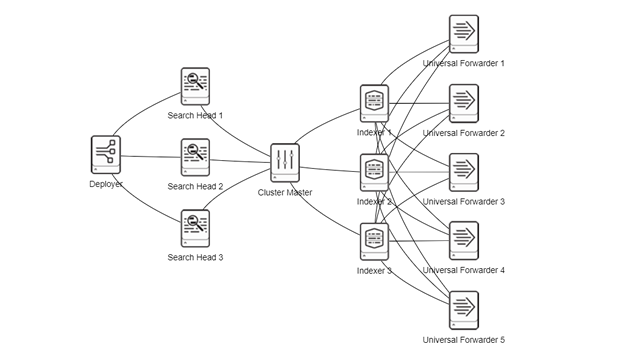 Universal Forwarder 1
Search Head 1
Indexer 1
Universal Forwarder 2
Deployer
Search Head 2
Cluster Master
Indexer 2
Universal Forwarder 3
Search Head 3
Indexer 3
Universal Forwarder 4
Universal Forwarder 5